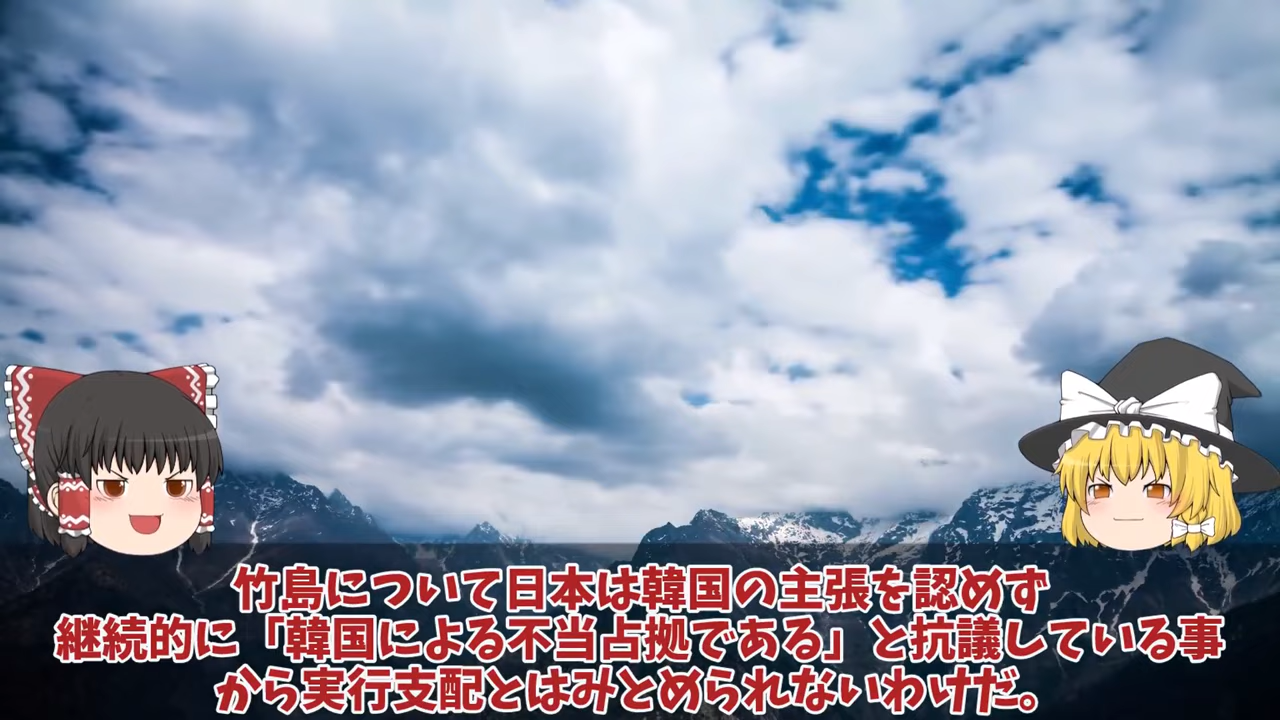 竹島について日本は韓国の主張を認めず
継続的に「韓国による不当占拠である」と抗議している事
から実行支配とはみとめられないわけだ。